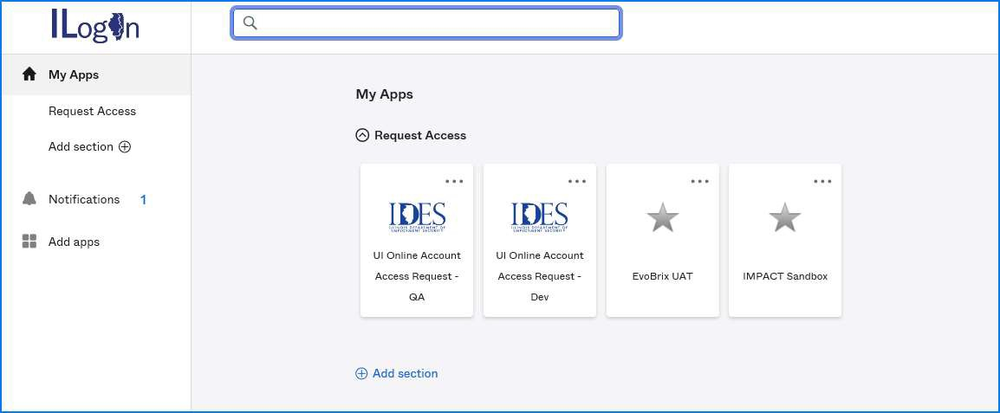 ILogin
My Apps
Request Access
Add section
Notifications 1
Add apps
My Apps
Request Access
IDES
ILLINOIS DEPARTMENT OF
EMPLOYMENT SECURITY
UI Online Account
Access Request -
QA
IDES
ILLINOIS DEPARTMENT OF
EMPLOYMENT SECURITY
UI Online Account
Access Request -
Dev
EvoBrix UAT
IMPACT Sandbox
Add section